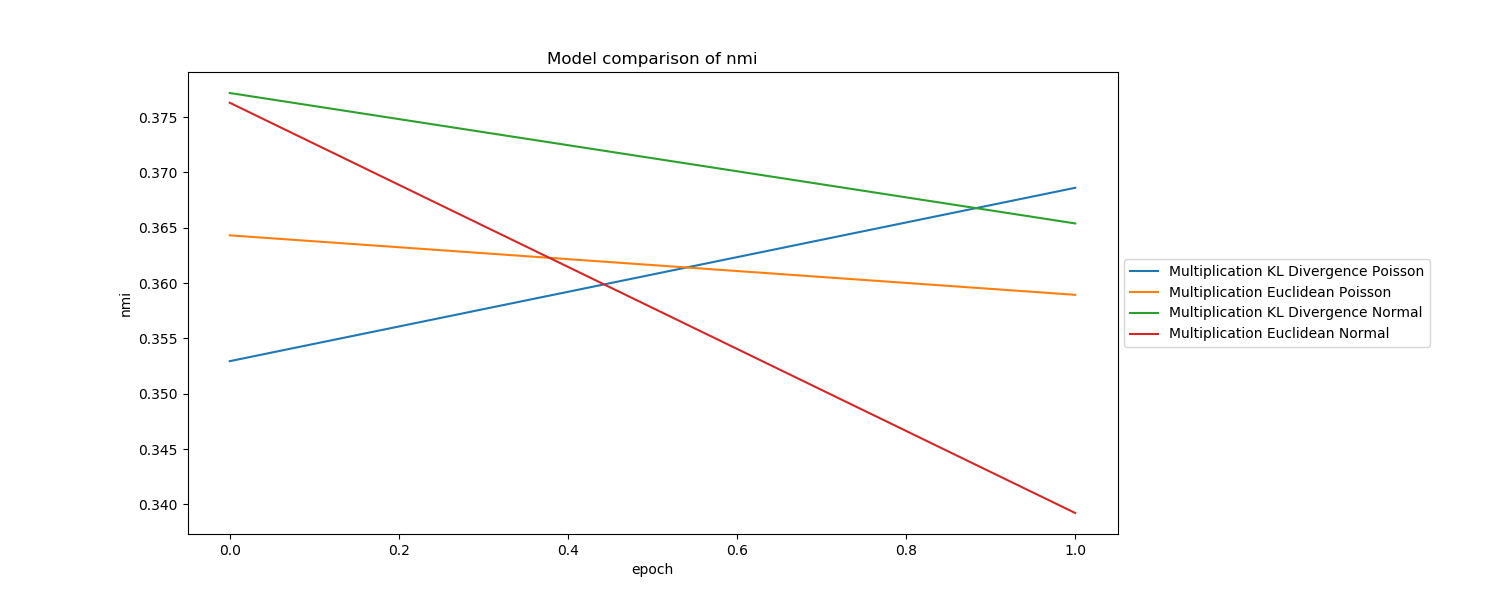 Model comparison of nmi
nmi
0.375
0.370
0.365
0.360
0.355
0.350
0.345
0.340
0.0 0.2 0.4 0.6 0.8 1.0
epoch
Multiplication KL Divergence Poisson
Multiplication Euclidean Poisson
Multiplication KL Divergence Normal
Multiplication Euclidean Normal